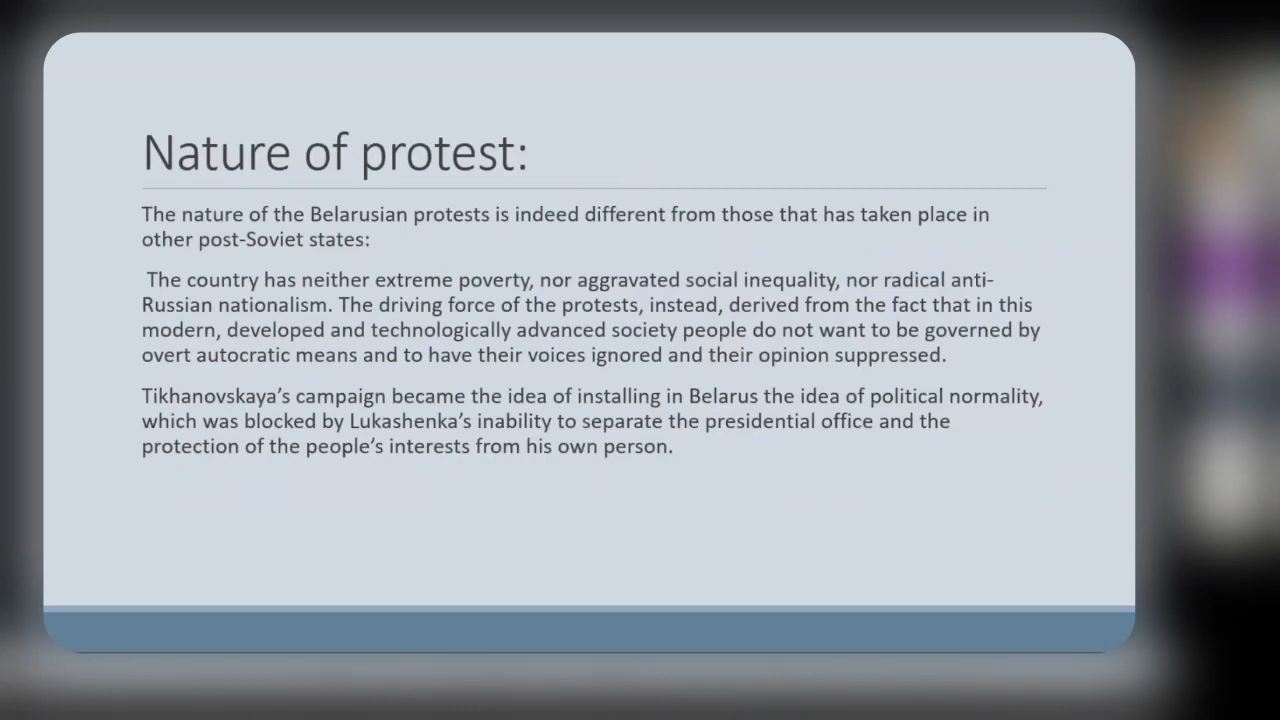 Nature of protest:
The nature of the Belarusian protests is indeed different from those that has taken place in
other post-Soviet states:
The country has neither extreme poverty, nor aggravated social inequality, nor radical anti-
Russian nationalism. The driving force of the protests, instead, derived from the fact that in this
modern, developed and technologically advanced society people do not want to be governed by
overt autocratic means and to have their voices ignored and their opinion suppressed.
Tikhanovskaya’s campaign became the idea of installing in Belarus the idea of political normality,
which was blocked by Lukashenka’s inability to separate the presidential office and the
protection of the people’s interests from his own person.